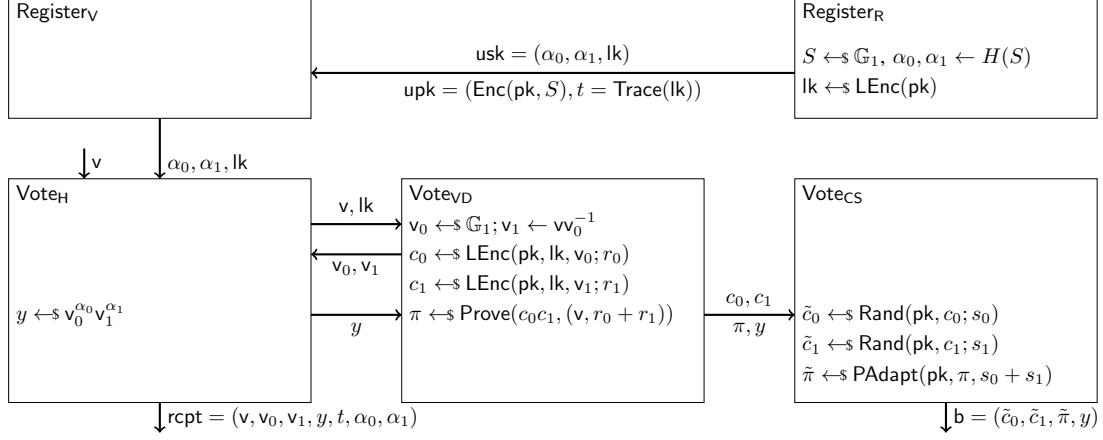 Register_V
Register_R
usk = (α₀, α₁, lk)
upk = (Enc(pk, S), t = Trace(lk))
S ←$ 𝔾₁, α₀, α₁ ← H(S)
lk ←$ LEnc(pk)
v
α₀, α₁, lk
Vote_H
y ←$ v₀^α₀ v₁^α₁
v, lk
v₀, v₁
y
Vote_VD
v₀ ←$ 𝔾₁; v₁ ← vv₀⁻¹
c₀ ←$ LEnc(pk, lk, v₀; r₀)
c₁ ←$ LEnc(pk, lk, v₁; r₁)
π ←$ Prove(c₀c₁, (v, r₀ + r₁))
c₀, c₁
π, y
Vote_CS
c̃₀ ←$ Rand(pk, c₀; s₀)
c̃₁ ←$ Rand(pk, c₁; s₁)
π̃ ←$ PAdapt(pk, π, s₀ + s₁)
rcpt = (v, v₀, v₁, y, t, α₀, α₁)
b = (c̃₀, c̃₁, π̃, y)